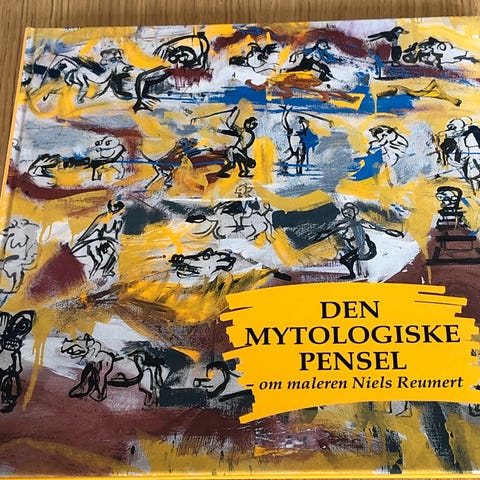 DEN
MYTOLOGISKE
PENSEL
- om maleren Niels Reumert